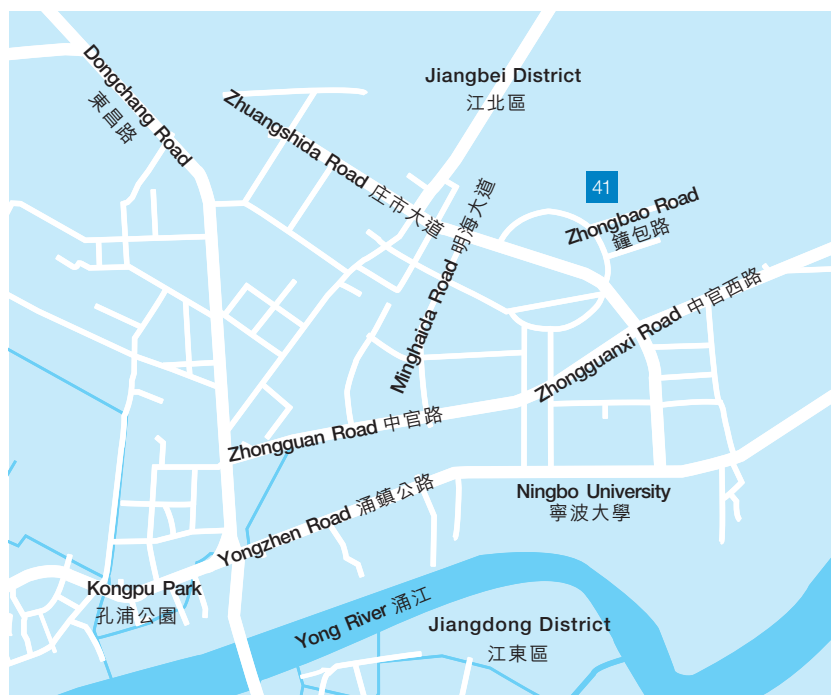 Jiangbei District
江北區
Dongchang Road
東昌路
Zhuangshida Road 庄市大道
41
Zhongbao Road
鐘包路
Minghaida Road 明海大道
Zhongguanxi Road 中官西路
Zhongguan Road 中官路
Ningbo University
寧波大學
Yongzhen Road 涌鎮公路
Kongpu Park
孔浦公園
Yong River 涌江
Jiangdong District
江東區